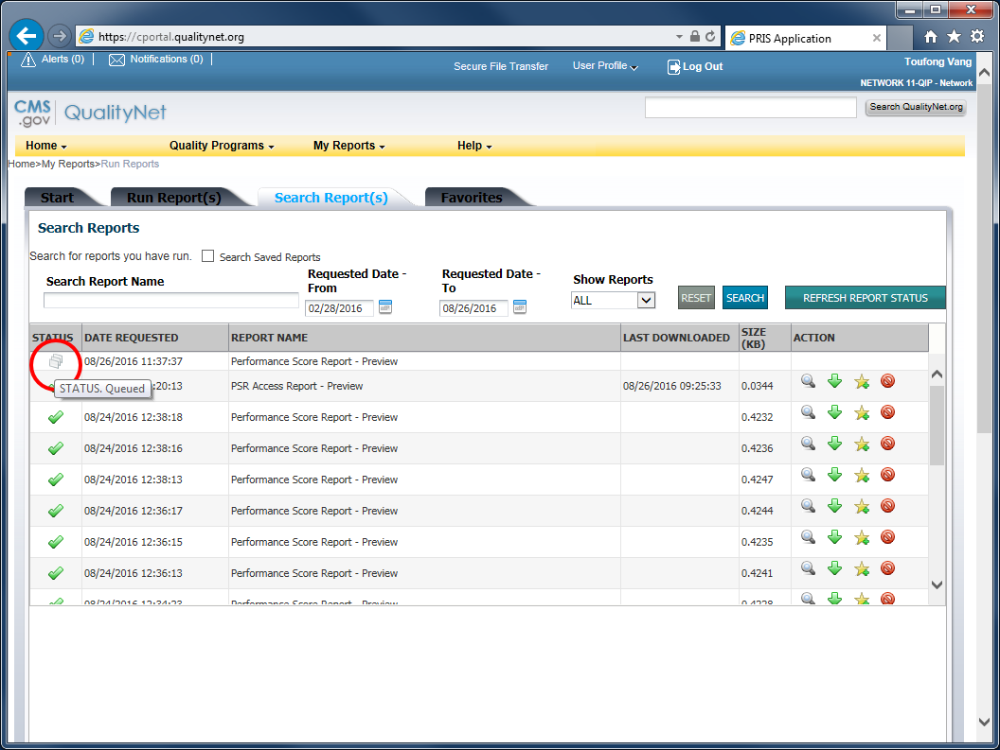 https://cportal.qualitynet.org
PRIS Application
Alerts (0)
Notifications (0)
Secure File Transfer
User Profile
Log Out
Toufong Vang
NETWORK 11-QIP - Network
CMS
.gov
QualityNet
Search QualityNet.org
Home
Quality Programs
My Reports
Help
Home>My Reports>Run Reports
Start
Run Report(s)
Search Report(s)
Favorites
Search Reports
Search for reports you have run.
Search Saved Reports
Search Report Name
Requested Date -
From
02/28/2016
Requested Date -
To
08/26/2016
Show Reports
ALL
RESET
SEARCH
REFRESH REPORT STATUS
STATUS DATE REQUESTED REPORT NAME LAST DOWNLOADED SIZE (KB) ACTION
08/26/2016 11:37:37 Performance Score Report - Preview
STATUS. Queued
:20:13 PSR Access Report - Preview 08/26/2016 09:25:33 0.0344
08/24/2016 12:38:18 Performance Score Report - Preview 0.4232
08/24/2016 12:38:16 Performance Score Report - Preview 0.4236
08/24/2016 12:38:13 Performance Score Report - Preview 0.4247
08/24/2016 12:36:17 Performance Score Report - Preview 0.4244
08/24/2016 12:36:15 Performance Score Report - Preview 0.4235
08/24/2016 12:36:13 Performance Score Report - Preview 0.4241
08/24/2016 12:34:23 Performance Score Report - Preview 0.4228